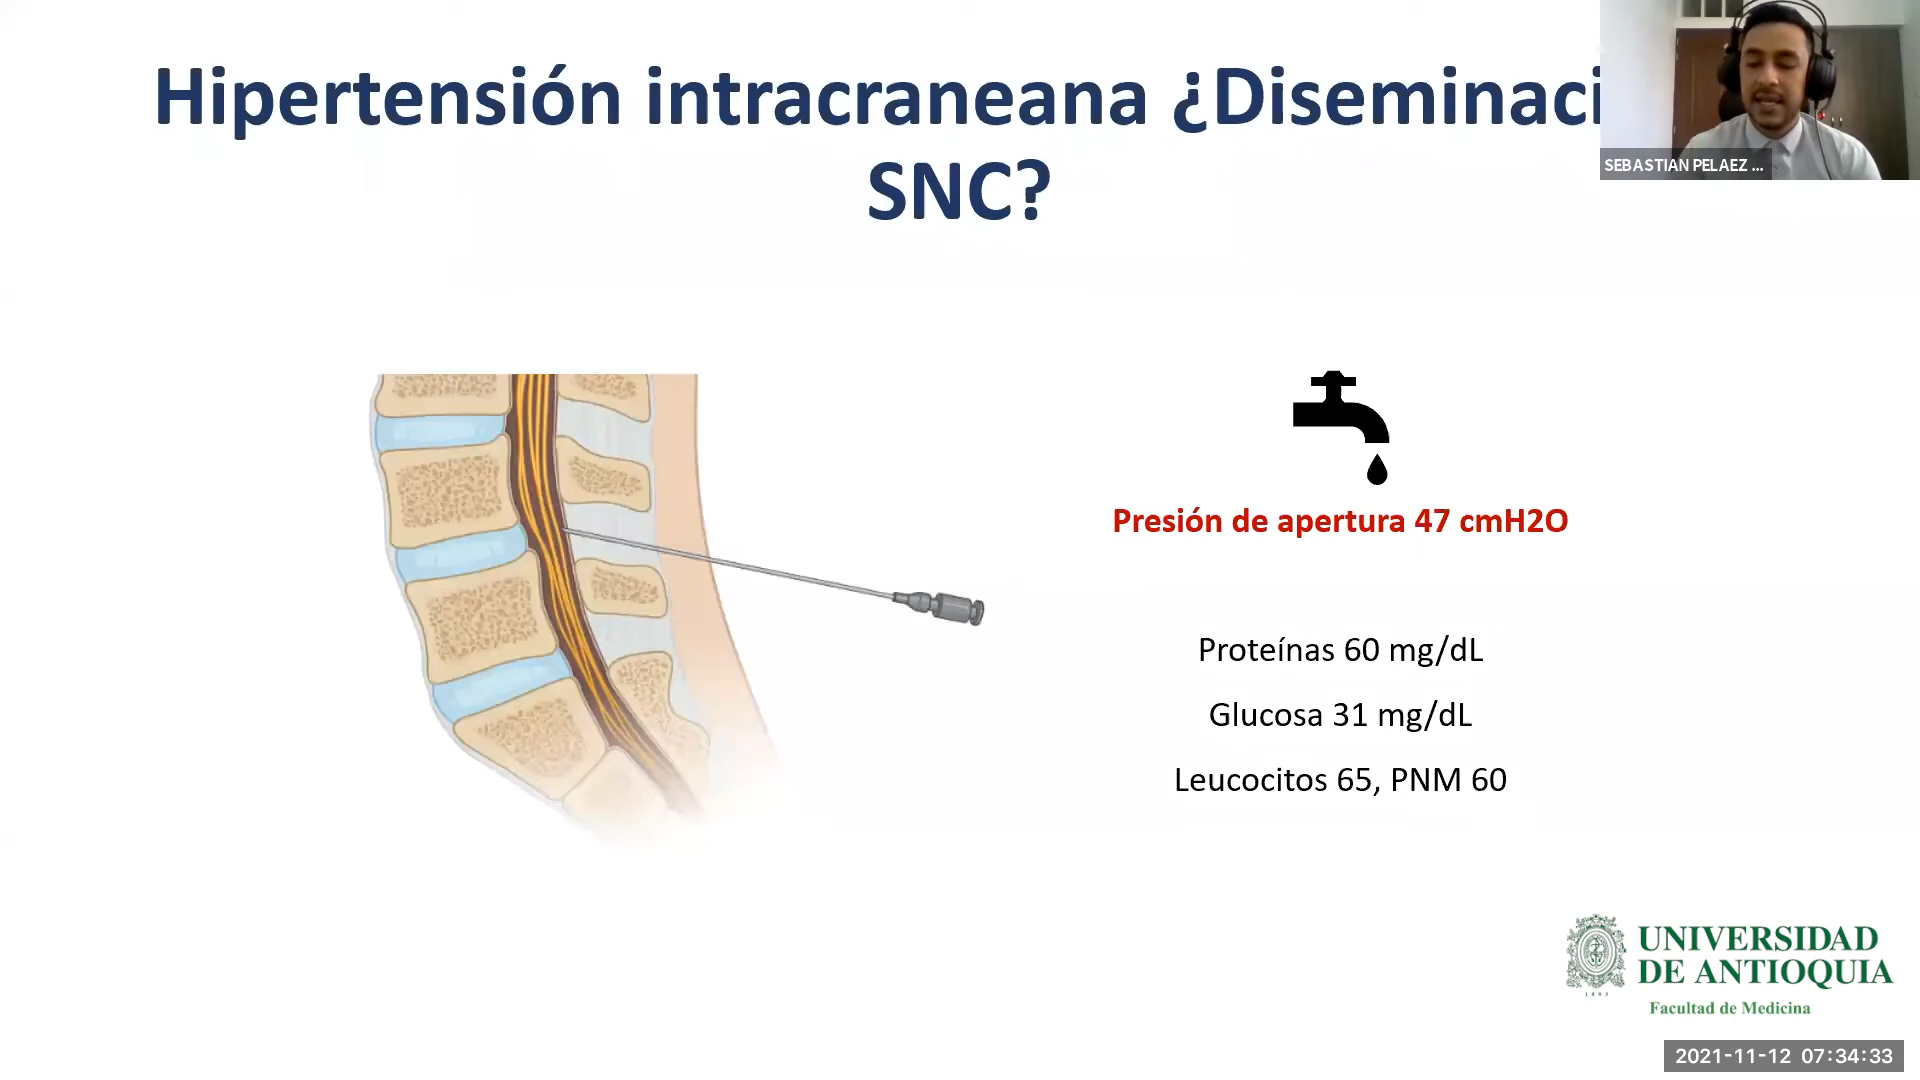 Hipertensión intracraneana ¿Diseminaci
SNC?
SEBASTIAN PELAEZ ...
Presión de apertura 47 cmH2O
Proteínas 60 mg/dL
Glucosa 31 mg/dL
Leucocitos 65, PNM 60
UNIVERSIDAD
DE ANTIOQUIA
1803
Facultad de Medicina
2021-11-12 07:34:33